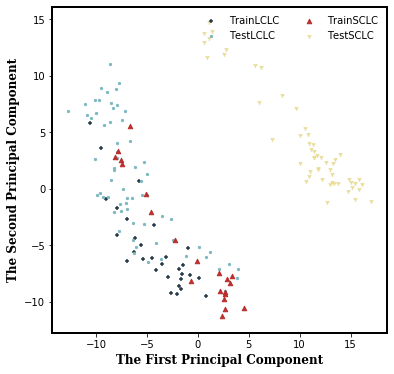 TrainLCLC TrainSCLC
TestLCLC TestSCLC
15
10
5
0
−5
−10
The Second Principal Component
−10 −5 0 5 10 15
The First Principal Component